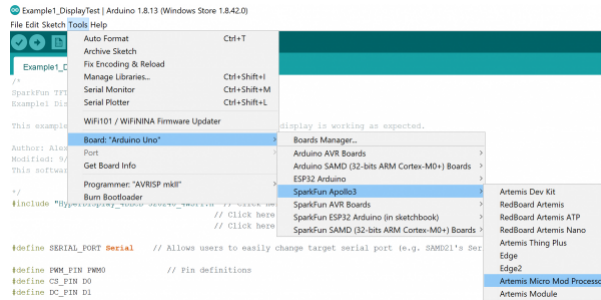 Example1_DisplayTest | Arduino 1.8.13 (Windows Store 1.8.42.0)
File Edit Sketch Tools Help
Example1_D
Auto Format Ctrl+T
Archive Sketch
Fix Encoding & Reload
Manage Libraries... Ctrl+Shift+I
Serial Monitor Ctrl+Shift+M
Serial Plotter Ctrl+Shift+L
WiFi101 / WiFiNINA Firmware Updater
Board: "Arduino Uno"
Port
Get Board Info
Programmer: "AVRISP mkII"
Burn Bootloader
Boards Manager...
Arduino AVR Boards
Arduino SAMD (32-bits ARM Cortex-M0+) Boards
ESP32 Arduino
SparkFun Apollo3
SparkFun AVR Boards
SparkFun ESP32 Arduino (in sketchbook)
SparkFun SAMD (32-bits ARM Cortex-M0+) Boards
Artemis Dev Kit
RedBoard Artemis
RedBoard Artemis ATP
RedBoard Artemis Nano
Artemis Thing Plus
Edge
Edge2
Artemis Micro Mod Processo
Artemis Module
/*
SparkFun TFT
Example1 Dis
This example display is working as expected.
Author: Ale
Modified: 9/
This softwar
*/
#include
// Click here
// Click here
#define SERIAL_PORT Serial // Allows users to easily change target serial port (e.g. SAMD21's Ser
#define PWM_PIN PWM0 // Pin definitions
#define CS_PIN D0
#define DC_PIN D1